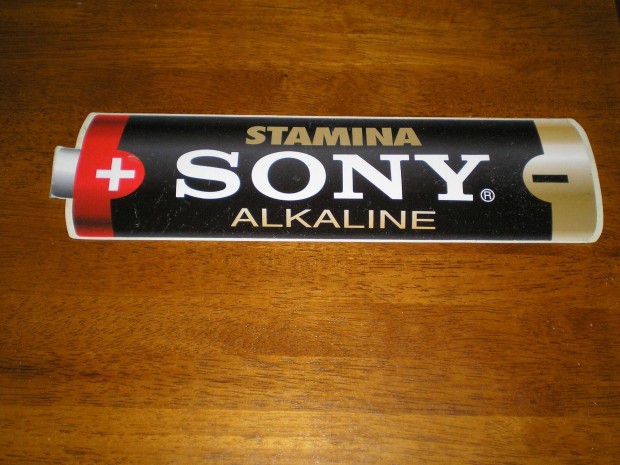 STAMINA
+ SONY® -
ALKALINE